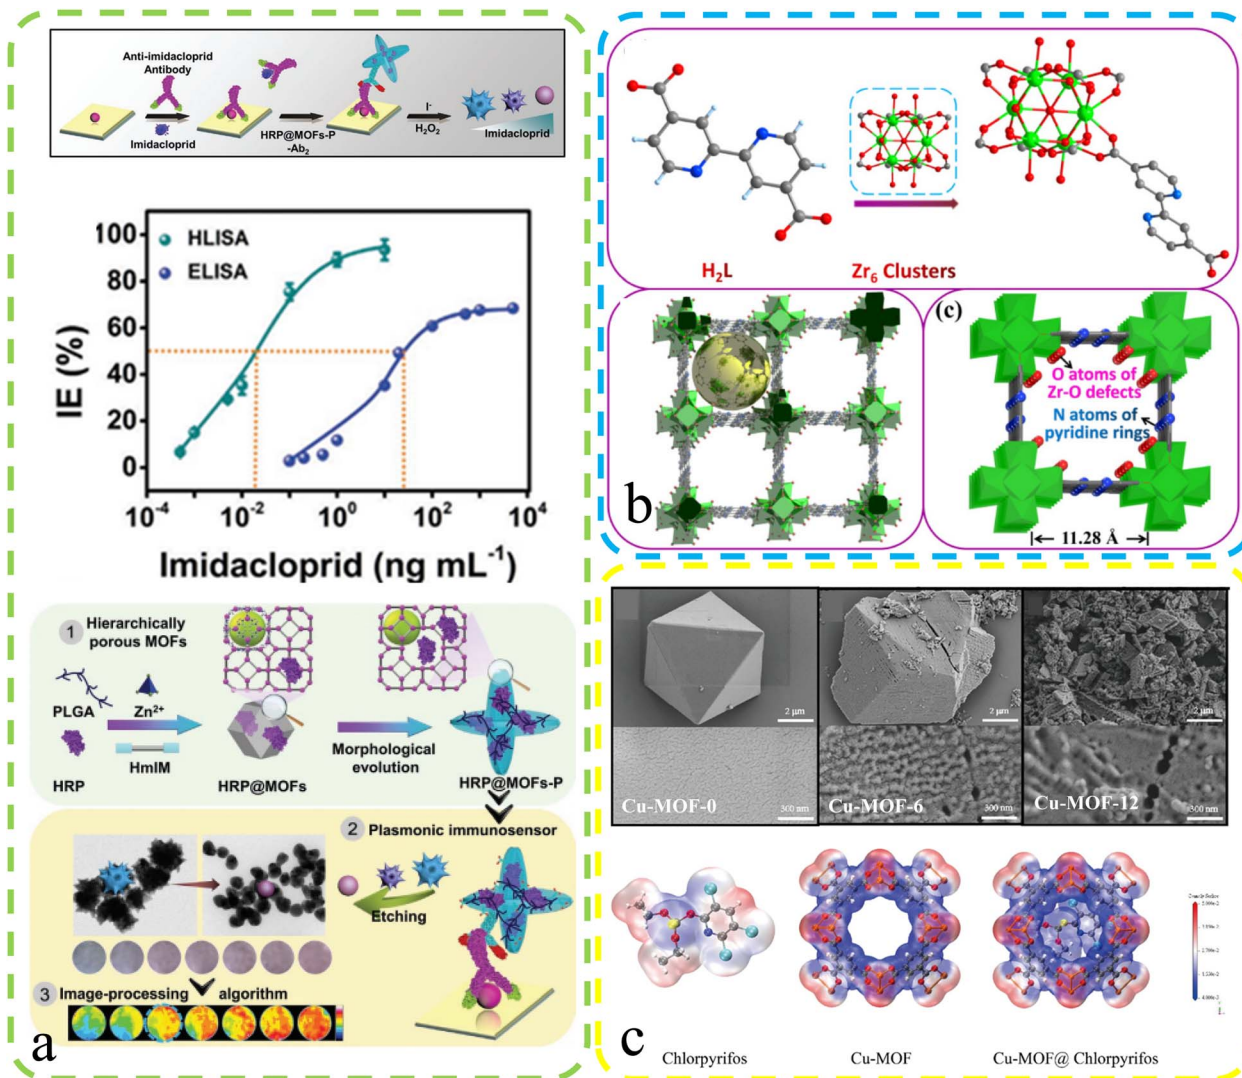 Anti-imidacloprid
Antibody
Imidacloprid
HRP@MOFs-P
-Ab2
I-
H2O2
Imidacloprid
IE (%)
100
80
60
40
20
0
HLISA
ELISA
10-4
10-2
100
102
104
Imidacloprid (ng mL-1)
1
Hierarchically
porous MOFs
PLGA
Zn2+
HRP
HmIM
HRP@MOFs
Morphological
evolution
HRP@MOFs-P
2
Plasmonic immunosensor
Etching
3
Image-processing algorithm
a
H2L
Zr6 Clusters
b
(c)
O atoms of
Zr-O defects
N atoms of
pyridine rings
11.28 Å
2 μm
2 μm
2 μm
Cu-MOF-0
300 nm
Cu-MOF-6
300 nm
Cu-MOF-12
300 nm
c
Chlorpyrifos
Cu-MOF
Cu-MOF@ Chlorpyrifos